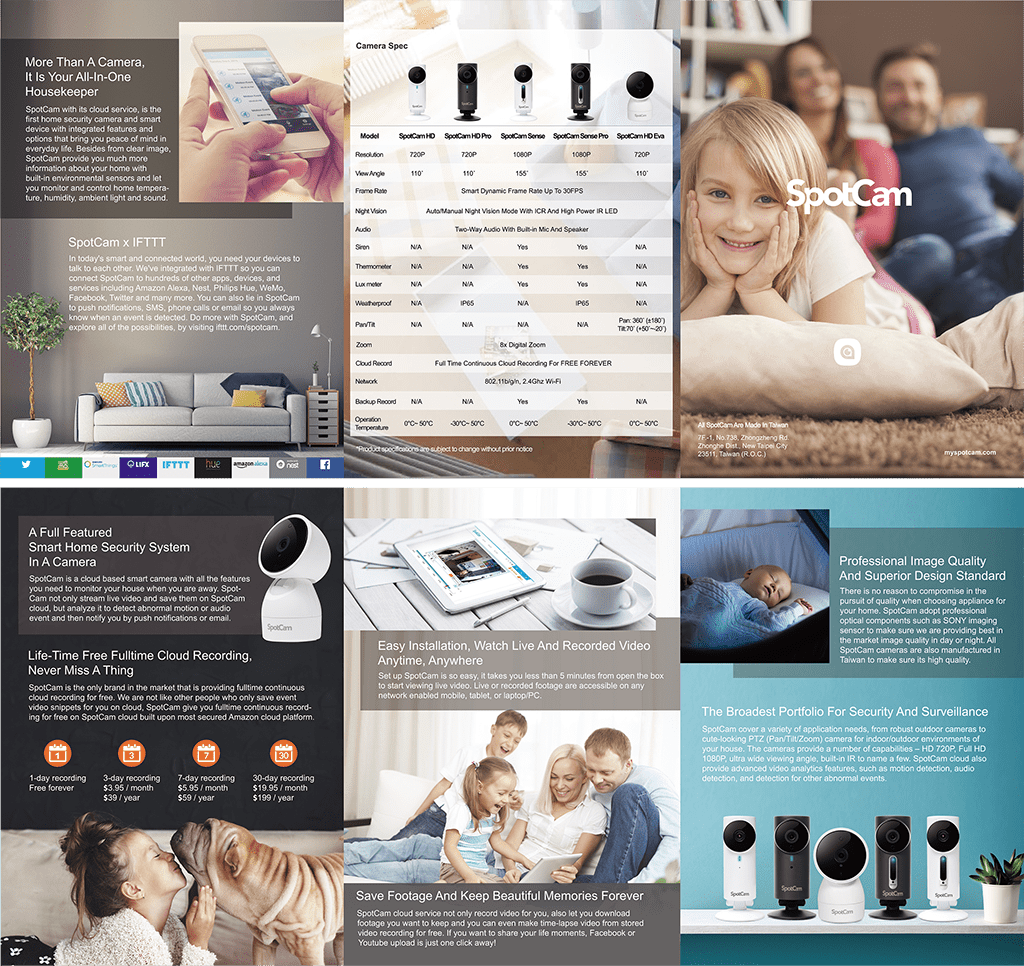 More Than A Camera,
It Is Your All-In-One
Housekeeper
SpotCam with its cloud service, is the
first home security camera and smart
device with integrated features and
options that bring you peace of mind in
everyday life. Besides from clear image,
SpotCam provide you much more
information about your home with
built-in environmental sensors and let
you monitor and control home tempera-
ture, humidity, ambient light and sound.
SpotCam x IFTTT
In today's smart and connected world, you need your devices to
talk to each other. We've integrated with IFTTT so you can
connect SpotCam to hundreds of other apps, devices, and
services including Amazon Alexa, Nest, Philips Hue, WeMo,
Facebook, Twitter and many more. You can also tie in SpotCam
to push notifications, SMS, phone calls or email so you always
know when an event is detected. Do more with SpotCam, and
explore all of the possibilities, by visiting ifttt.com/spotcam.
SmartThings LIFX IFTTT hue amazon alexa nest
Camera Spec
Model SpotCam HD SpotCam HD Pro SpotCam Sense SpotCam Sense Pro SpotCam HD Eva
Resolution 720P 720P 1080P 1080P 720P
View Angle 110˚ 110˚ 155˚ 155˚ 110˚
Frame Rate Smart Dynamic Frame Rate Up To 30FPS
Night Vision Auto/Manual Night Vision Mode With ICR And High Power IR LED
Audio Two-Way Audio With Built-in Mic And Speaker
Siren N/A N/A Yes Yes N/A
Thermometer N/A N/A Yes Yes N/A
Lux meter N/A N/A Yes Yes N/A
Weatherproof N/A IP65 N/A IP65 N/A
Pan/Tilt N/A N/A N/A N/A Pan: 360˚ (±180˚)
Tilt:70˚ (+50˚~-20˚)
Zoom 8x Digital Zoom
Cloud Record Full Time Continuous Cloud Recording For FREE FOREVER
Network 802.11b/g/n, 2.4Ghz Wi-Fi
Backup Record N/A N/A Yes Yes N/A
Operation
Temperature 0°C~ 50°C -30°C~ 50°C 0°C~ 50°C -30°C~ 50°C 0°C~ 50°C
*Product specifications are subject to change without prior notice
SpotCam
All SpotCam Are Made In Taiwan
7F.-1, No.738, Zhongzheng Rd.
Zhonghe Dist., New Taipei City
23511, Taiwan (R.O.C.)
myspotcam.com
A Full Featured
Smart Home Security System
In A Camera
SpotCam is a cloud based smart camera with all the features
you need to monitor your house when you are away. Spot-
Cam not only stream live video and save them on SpotCam
cloud, but analyze it to detect abnormal motion or audio
event and then notify you by push notifications or email.
SpotCam
Life-Time Free Fulltime Cloud Recording,
Never Miss A Thing
SpotCam is the only brand in the market that is providing fulltime continuous
cloud recording for free. We are not like other people who only save event
video snippets for you on cloud, SpotCam give you fulltime continuous record-
ing for free on SpotCam cloud built upon most secured Amazon cloud platform.
1 3 7 30
1-day recording 3-day recording 7-day recording 30-day recording
Free forever $3.95 / month $5.95 / month $19.95 / month
$39 / year $59 / year $199 / year
Easy Installation, Watch Live And Recorded Video
Anytime, Anywhere
Set up SpotCam is so easy, it takes you less than 5 minutes from open the box
to start viewing live video. Live or recorded footage are accessible on any
network enabled mobile, tablet, or laptop/PC.
Save Footage And Keep Beautiful Memories Forever
SpotCam cloud service not only record video for you, also let you download
footage you want to keep and you can even make time-lapse video from stored
video recording for free. If you want to share your life moments, Facebook or
Youtube upload is just one click away!
Professional Image Quality
And Superior Design Standard
There is no reason to compromise in the
pursuit of quality when choosing appliance for
your home. SpotCam adopt professional
optical components such as SONY imaging
sensor to make sure we are providing best in
the market image quality in day or night. All
SpotCam cameras are also manufactured in
Taiwan to make sure its high quality.
The Broadest Portfolio For Security And Surveillance
SpotCam cover a variety of application needs, from robust outdoor cameras to
cute-looking PTZ (Pan/Tilt/Zoom) camera for indoor/outdoor environments of
your house. The cameras provide a number of capabilities – HD 720P, Full HD
1080P, ultra wide viewing angle, built-in IR to name a few. SpotCam cloud also
provide advanced video analytics features, such as motion detection, audio
detection, and detection for other abnormal events.
SpotCam SpotCam SpotCam SpotCam SpotCam